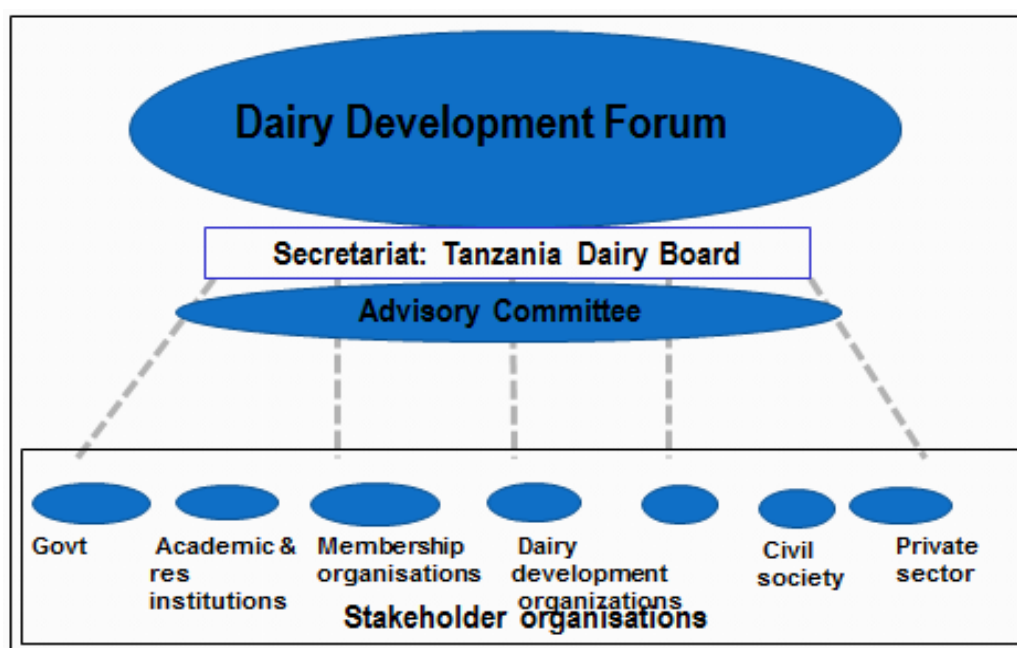 Dairy Development Forum
Secretariat: Tanzania Dairy Board
Advisory Committee
Govt
Academic &
res
institutions
Membership
organisations
Dairy
development
organizations
Civil
society
Private
sector
Stakeholder organisations